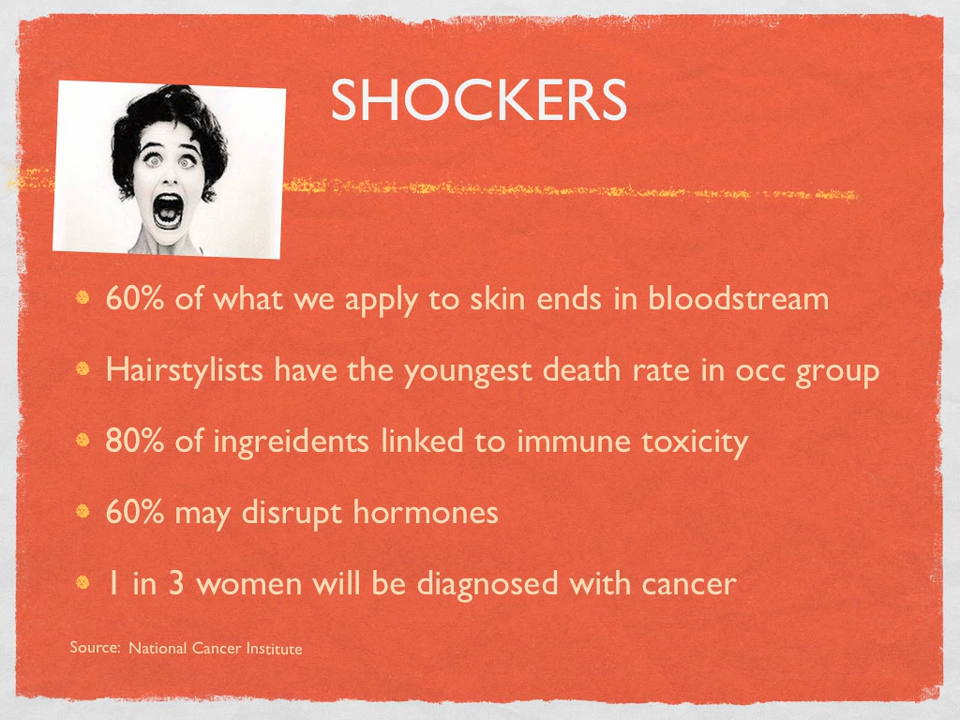 SHOCKERS
60% of what we apply to skin ends in bloodstream
Hairstylists have the youngest death rate in occ group
80% of ingreidents linked to immune toxicity
60% may disrupt hormones
1 in 3 women will be diagnosed with cancer
Source: National Cancer Institute